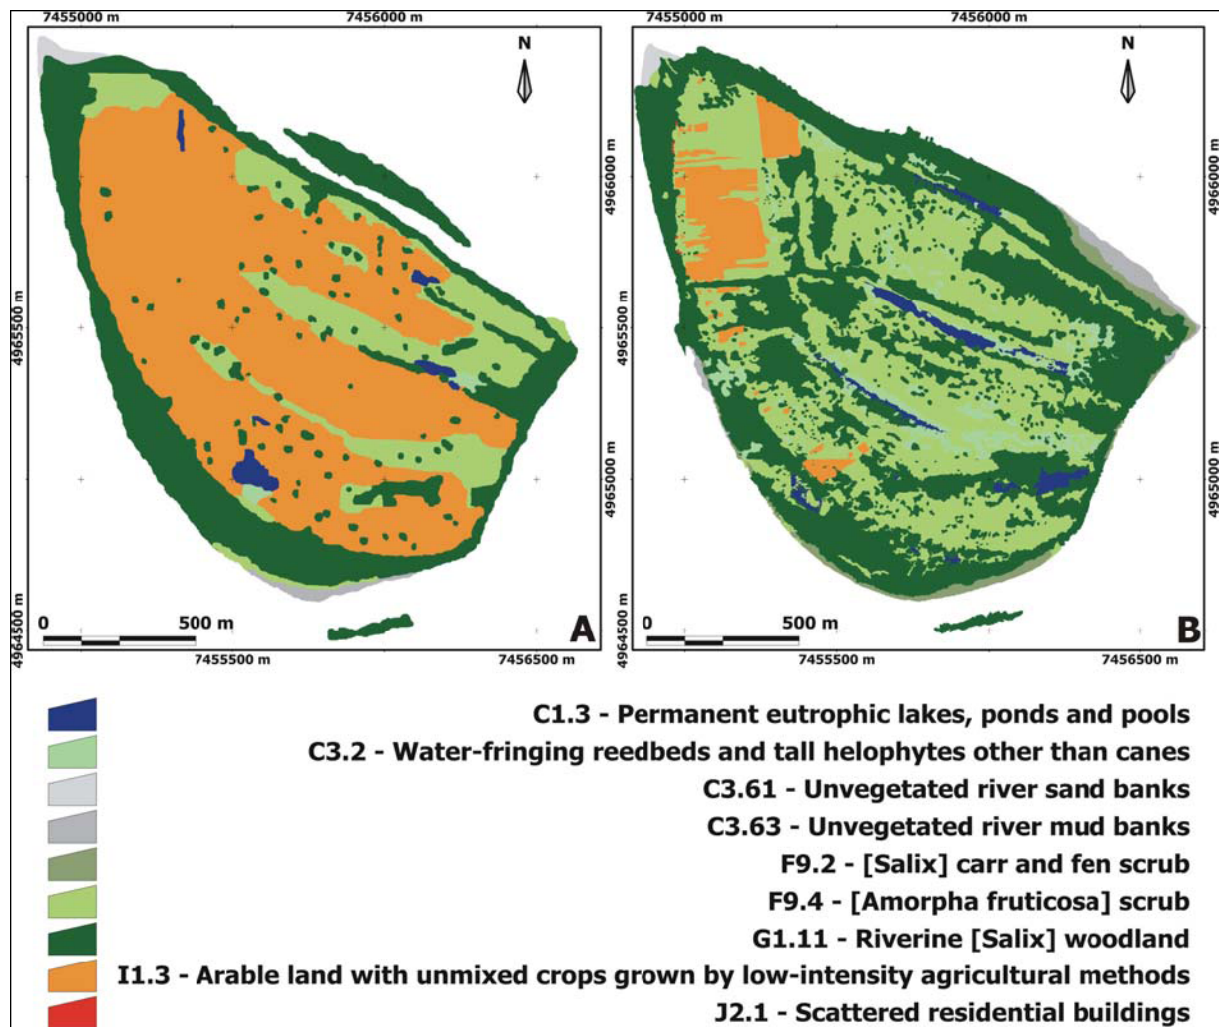 7455000 m 7456000 m 7455000 m 7456000 m
N N
4966000 m 4966000 m
4965500 m 4965500 m 4965500 m
4965000 m 4965000 m
4964500 m 4964500 m
0 500 m A 0 500 m B
7455500 m 7456500 m 7455500 m 7456500 m
C1.3 - Permanent eutrophic lakes, ponds and pools
C3.2 - Water-fringing reedbeds and tall helophytes other than canes
C3.61 - Unvegetated river sand banks
C3.63 - Unvegetated river mud banks
F9.2 - [Salix] carr and fen scrub
F9.4 - [Amorpha fruticosa] scrub
G1.11 - Riverine [Salix] woodland
I1.3 - Arable land with unmixed crops grown by low-intensity agricultural methods
J2.1 - Scattered residential buildings